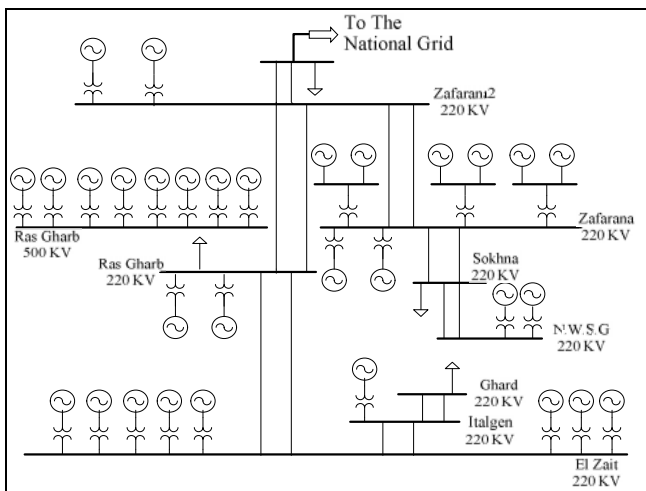 To The
National Grid
Zafarana2
220 KV
Ras Gharb
500 KV
Zafarana
220 KV
Ras Gharb
220 KV
Sokhna
220 KV
N.W.S.G
220 KV
Ghard
220 KV
Italgen
220 KV
El Zait
220 KV